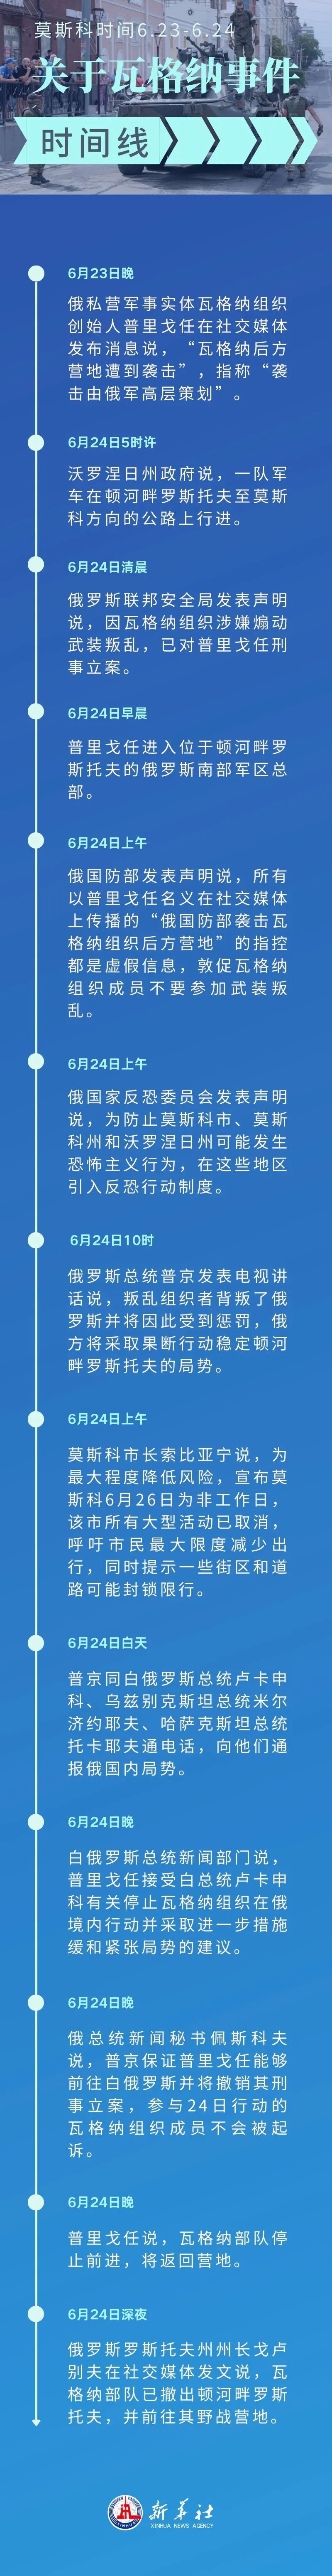 莫斯科时间6.23-6.24
关于瓦格纳事件
时间线
6月23日晚
俄私营军事实体瓦格纳组织
创始人普里戈任在社交媒体
发布消息说，“瓦格纳后方
营地遭到袭击”，指称“袭
击由俄军高层策划”。
6月24日5时许
沃罗涅日州政府说，一队军
车在顿河畔罗斯托夫至莫斯
科方向的公路上行进。
6月24日清晨
俄罗斯联邦安全局发表声明
说，因瓦格纳组织涉嫌煽动
武装叛乱，已对普里戈任刑
事立案。
6月24日早晨
普里戈任进入位于顿河畔罗
斯托夫的俄罗斯南部军区总
部。
6月24日上午
俄国防部发表声明说，所有
以普里戈任名义在社交媒体
上传播的“俄国防部袭击瓦
格纳组织后方营地”的指控
都是虚假信息，敦促瓦格纳
组织成员不要参加武装叛
乱。
6月24日上午
俄国家反恐委员会发表声明
说，为防止莫斯科市、莫斯
科州和沃罗涅日州可能发生
恐怖主义行为，在这些地区
引入反恐行动制度。
6月24日10时
俄罗斯总统普京发表电视讲
话说，叛乱组织者背叛了俄
罗斯并将因此受到惩罚，俄
方将采取果断行动稳定顿河
畔罗斯托夫的局势。
6月24日上午
莫斯科市长索比亚宁说，为
最大程度降低风险，宣布莫
斯科6月26日为非工作日，
该市所有大型活动已取消，
呼吁市民最大限度减少出
行，同时提示一些街区和道
路可能封锁限行。
6月24日白天
普京同白俄罗斯总统卢卡申
科、乌兹别克斯坦总统米尔
济约耶夫、哈萨克斯坦总统
托卡耶夫通电话，向他们通
报俄国内局势。
6月24日晚
白俄罗斯总统新闻部门说，
普里戈任接受白总统卢卡申
科有关停止瓦格纳组织在俄
境内行动并采取进一步措施
缓和紧张局势的建议。
6月24日晚
俄总统新闻秘书佩斯科夫
说，普京保证普里戈任能够
前往白俄罗斯并将撤销其刑
事立案，参与24日行动的
瓦格纳组织成员不会被起
诉。
6月24日晚
普里戈任说，瓦格纳部队停
止前进，将返回营地。
6月24日深夜
俄罗斯罗斯托夫州州长戈卢
别夫在社交媒体发文说，瓦
格纳部队已撤出顿河畔罗斯
托夫，并前往其野战营地。
新华社
XINHUA NEWS AGENCY